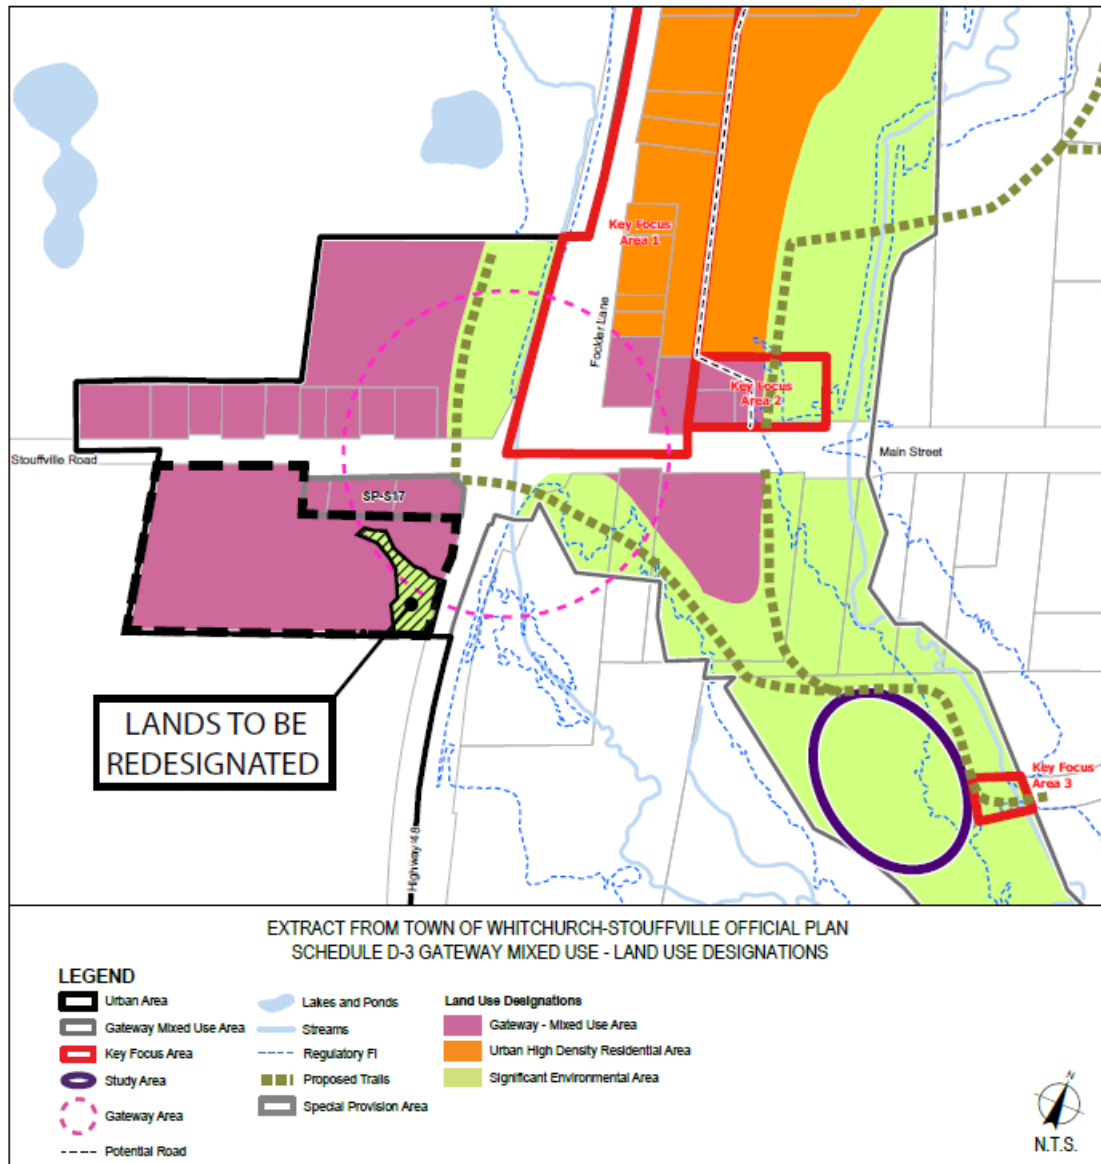 Key Focus
Area 1
Fockler Lane
Key Focus
Area 2
Stouffville Road
Main Street
SP-S17
LANDS TO BE
REDESIGNATED
Key Focus
Area 3
Highway 48
EXTRACT FROM TOWN OF WHITCHURCH-STOUFFVILLE OFFICIAL PLAN
SCHEDULE D-3 GATEWAY MIXED USE - LAND USE DESIGNATIONS
LEGEND
Urban Area
Gateway Mixed Use Area
Key Focus Area
Study Area
Gateway Area
Potential Road
Lakes and Ponds
Streams
Regulatory Fl
Proposed Trails
Special Provision Area
Land Use Designations
Gateway - Mixed Use Area
Urban High Density Residential Area
Significant Environmental Area
N
N.T.S.